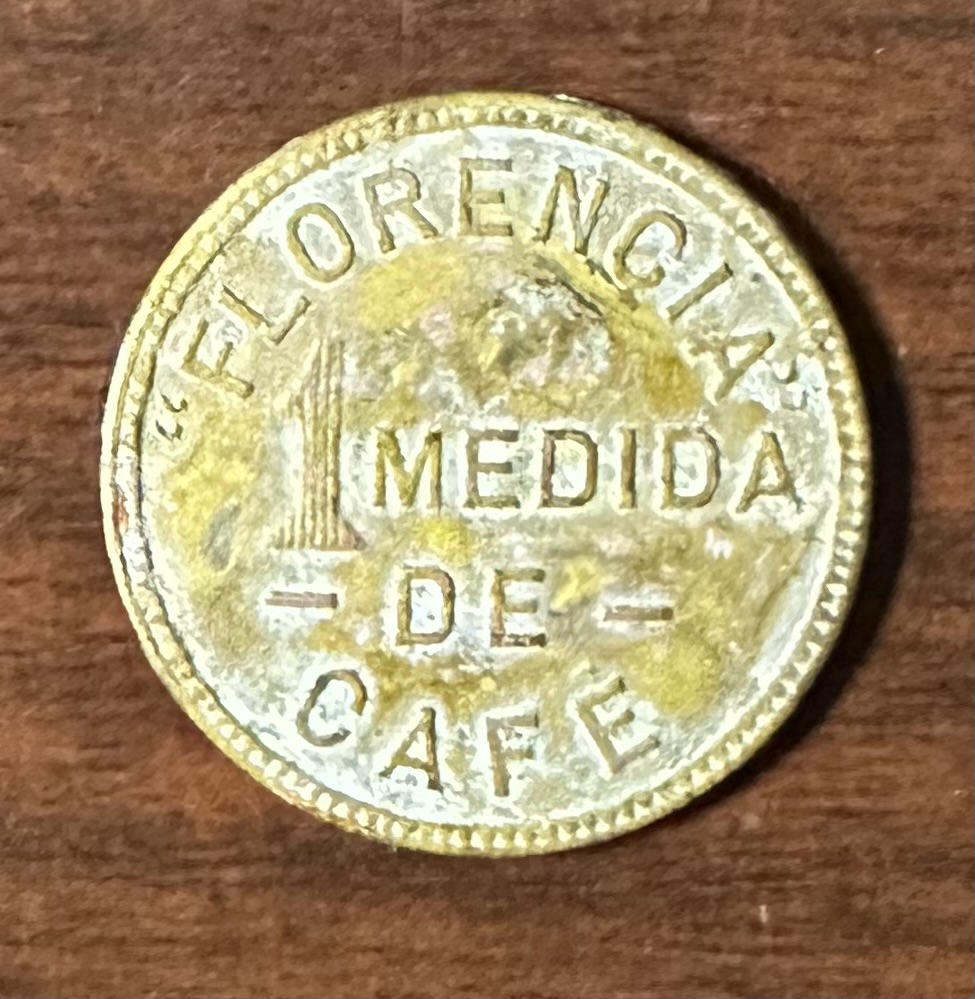 “FLORENCIA”
1 MEDIDA
- DE -
CAFE